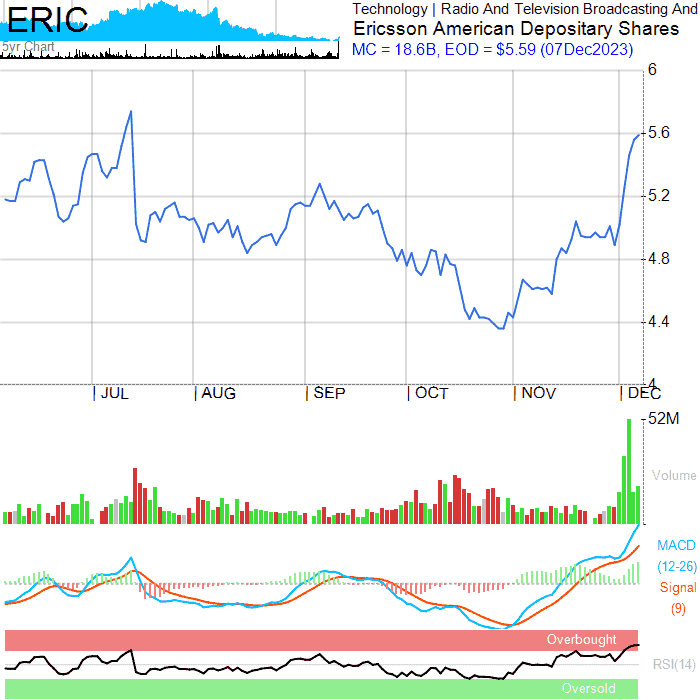 ERIC
5yr Chart
Technology | Radio And Television Broadcasting And
Ericsson American Depositary Shares
MC = 18.6B, EOD = $5.59 (07Dec2023)
6
5.6
5.2
4.8
4.4
4
JUL AUG SEP OCT NOV DEC
52M
Volume
MACD
(12-26)
Signal
(9)
Overbought
RSI(14)
Oversold